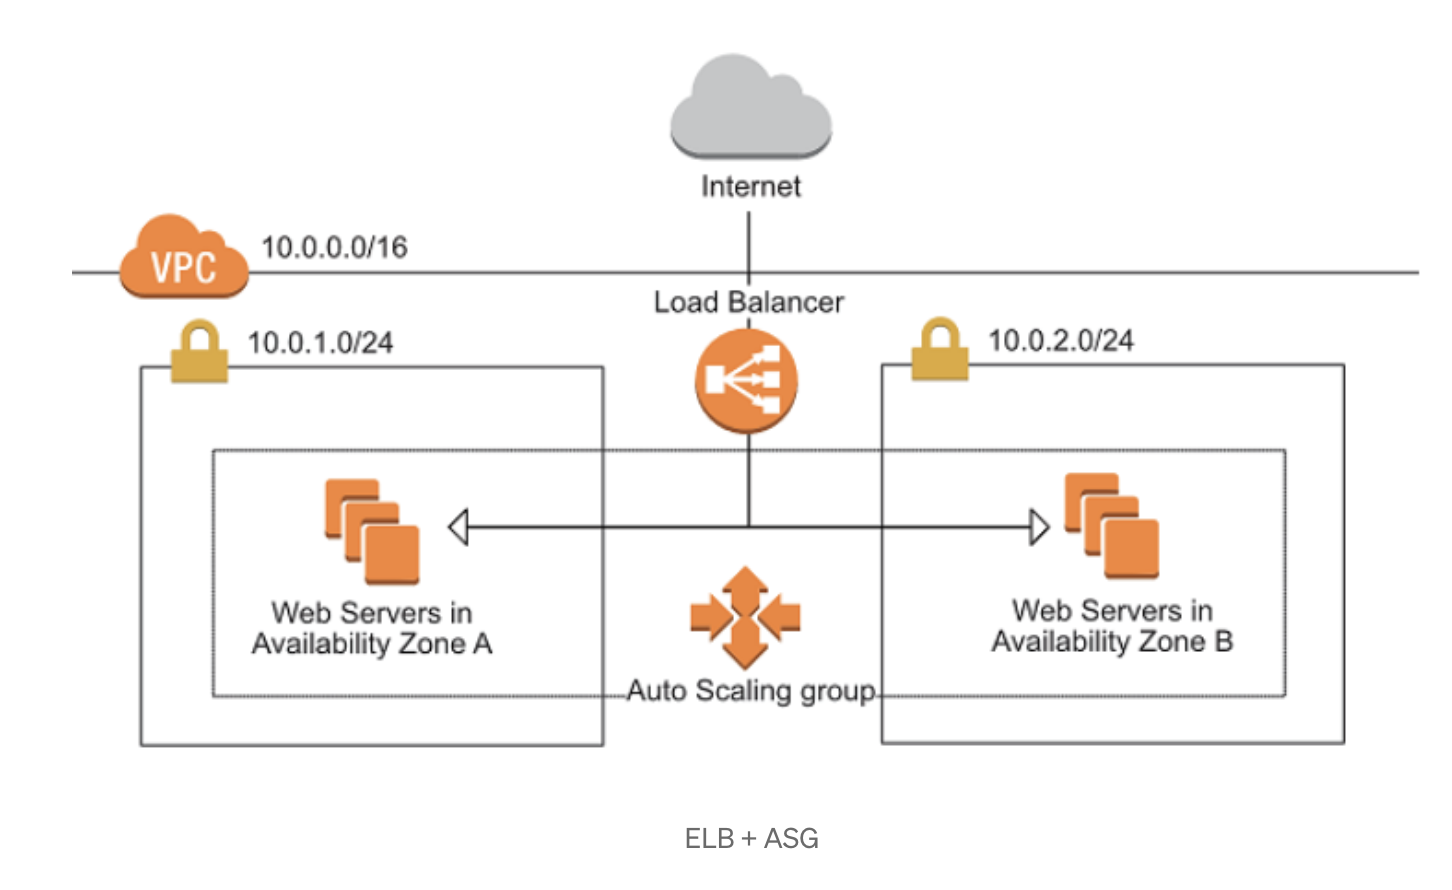 Internet
VPC
10.0.0.0/16
Load Balancer
10.0.1.0/24
10.0.2.0/24
Web Servers in
Availability Zone A
Web Servers in
Availability Zone B
Auto Scaling group
ELB + ASG